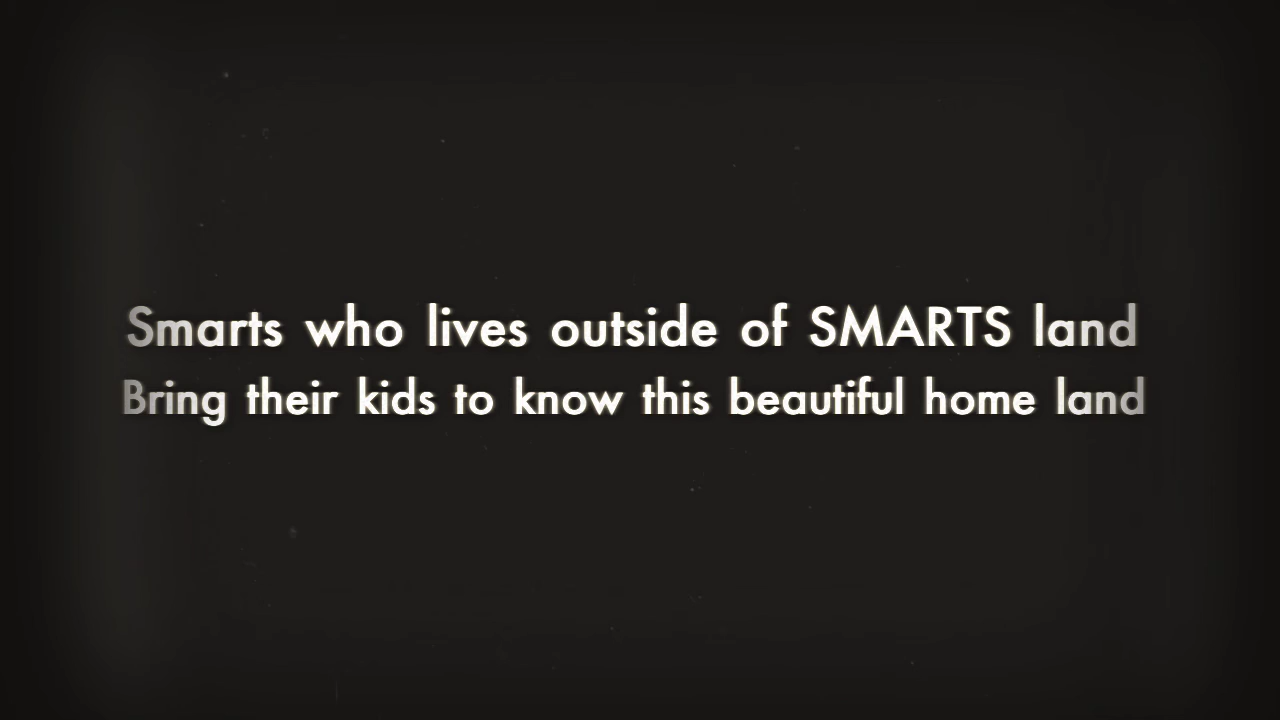 Smarts who lives outside of SMARTS land
Bring their kids to know this beautiful home land